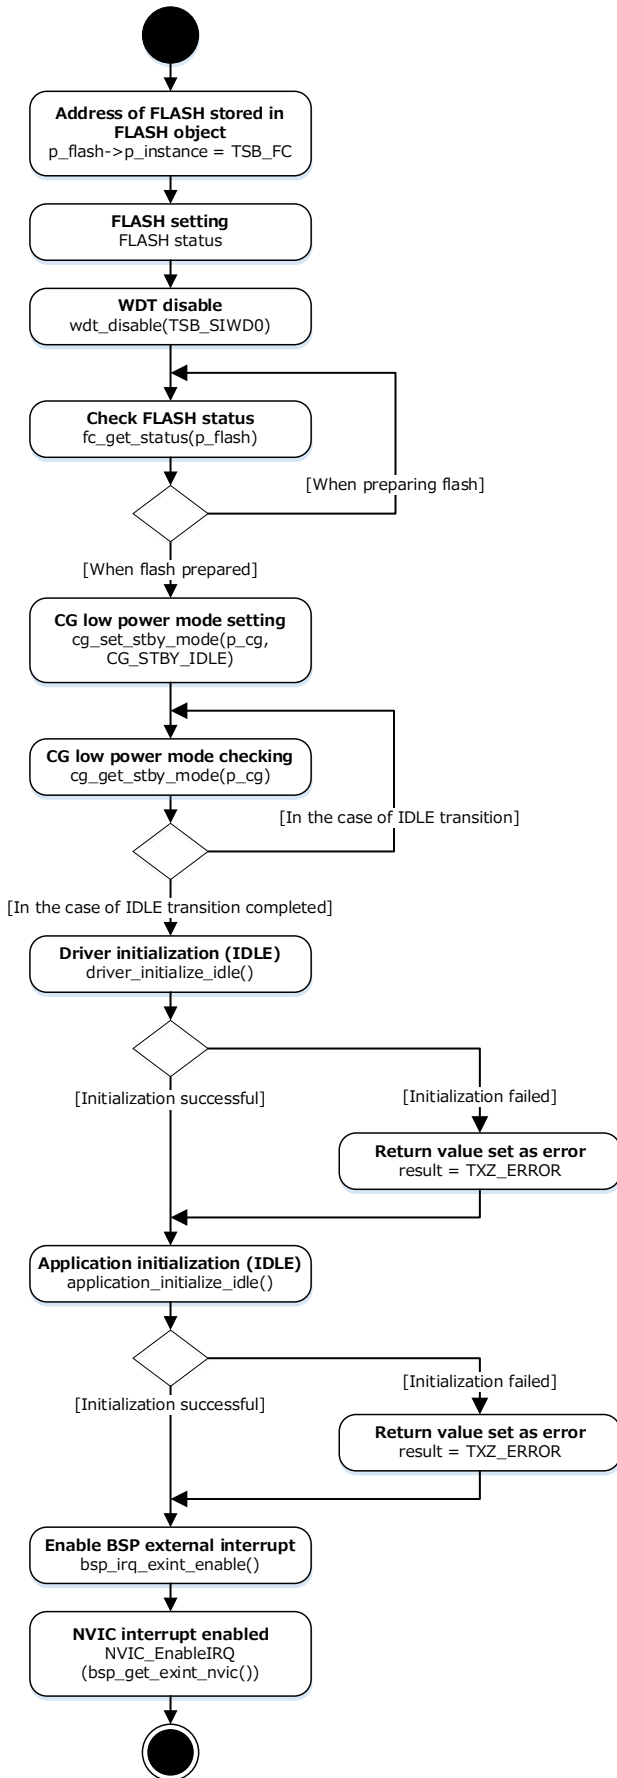 Address of FLASH stored in
FLASH object
p_flash->p_instance = TSB_FC
FLASH setting
FLASH status
WDT disable
wdt_disable(TSB_SIWD0)
Check FLASH status
fc_get_status(p_flash)
[When preparing flash]
[When flash prepared]
CG low power mode setting
cg_set_stby_mode(p_cg,
CG_STBY_IDLE)
CG low power mode checking
cg_get_stby_mode(p_cg)
[In the case of IDLE transition]
[In the case of IDLE transition completed]
Driver initialization (IDLE)
driver_initialize_idle()
[Initialization successful]
[Initialization failed]
Return value set as error
result = TXZ_ERROR
Application initialization (IDLE)
application_initialize_idle()
[Initialization failed]
[Initialization successful]
Return value set as error
result = TXZ_ERROR
Enable BSP external interrupt
bsp_irq_exint_enable()
NVIC interrupt enabled
NVIC_EnableIRQ
(bsp_get_exint_nvic())